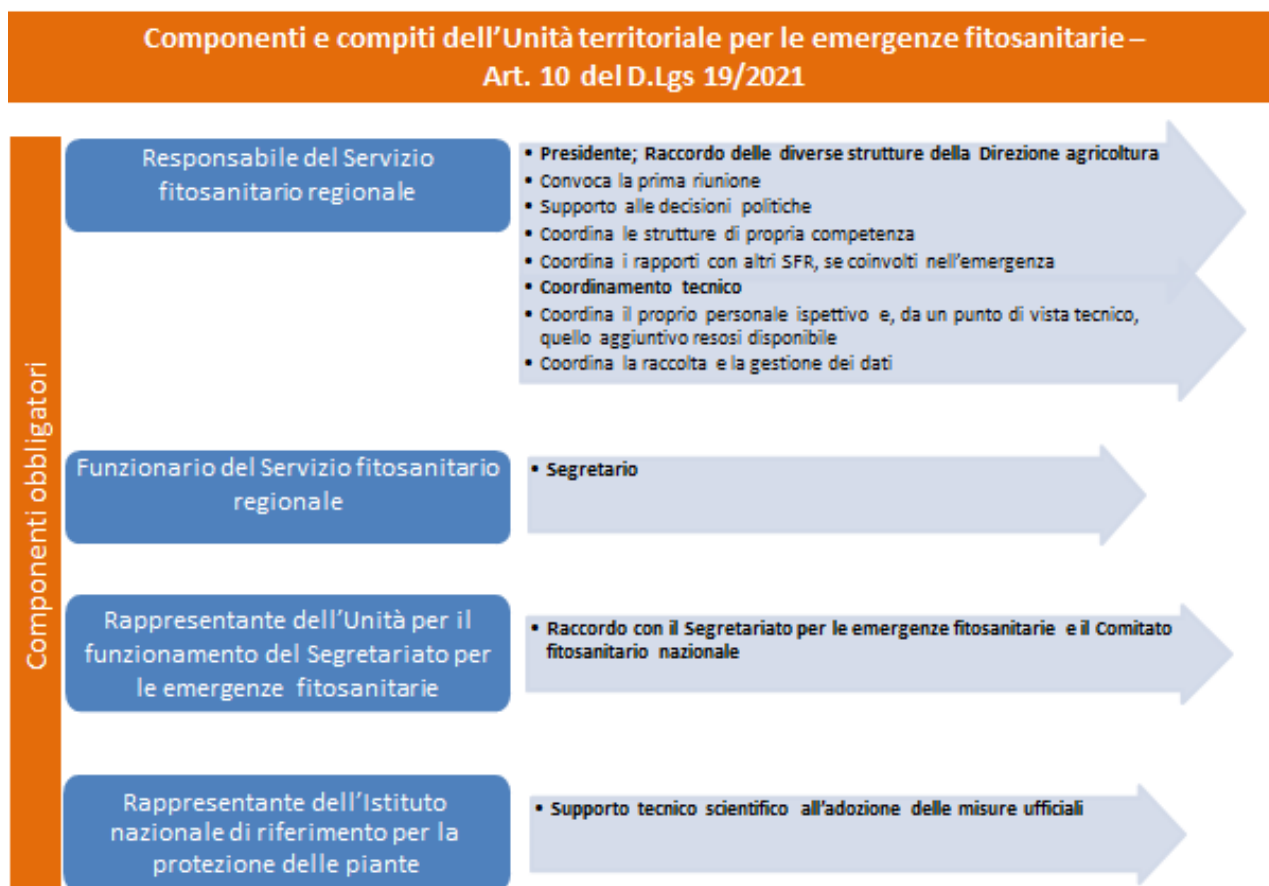 Componenti e compiti dell'Unità territoriale per le emergenze fitosanitarie –
Art. 10 del D.Lgs 19/2021
Componenti obbligatori
Responsabile del Servizio
fitosanitario regionale
• Presidente; Raccordo delle diverse strutture della Direzione agricoltura
• Convoca la prima riunione
• Supporto alle decisioni politiche
• Coordina le strutture di propria competenza
• Coordina i rapporti con altri SFR, se coinvolti nell'emergenza
• Coordinamento tecnico
• Coordina il proprio personale ispettivo e, da un punto di vista tecnico,
quello aggiuntivo resosi disponibile
• Coordina la raccolta e la gestione dei dati
Funzionario del Servizio fitosanitario
regionale
• Segretario
Rappresentante dell'Unità per il
funzionamento del Segretariato per
le emergenze fitosanitarie
• Raccordo con il Segretariato per le emergenze fitosanitarie e il Comitato
fitosanitario nazionale
Rappresentante dell'Istituto
nazionale di riferimento per la
protezione delle piante
• Supporto tecnico scientifico all'adozione delle misure ufficiali